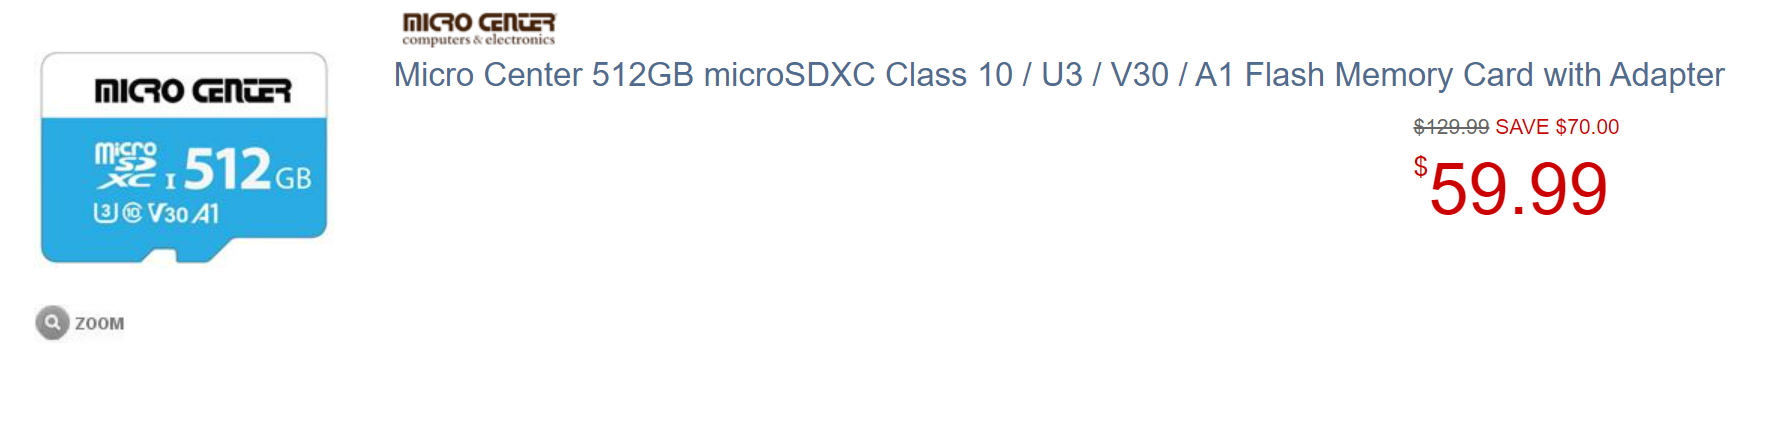 MICRO CENTER
computers & electronics
Micro Center 512GB microSDXC Class 10 / U3 / V30 / A1 Flash Memory Card with Adapter
$129.99 SAVE $70.00
$59.99
MICRO CENTER
micro SD XC I 512GB
U3 10 V30 A1
ZOOM